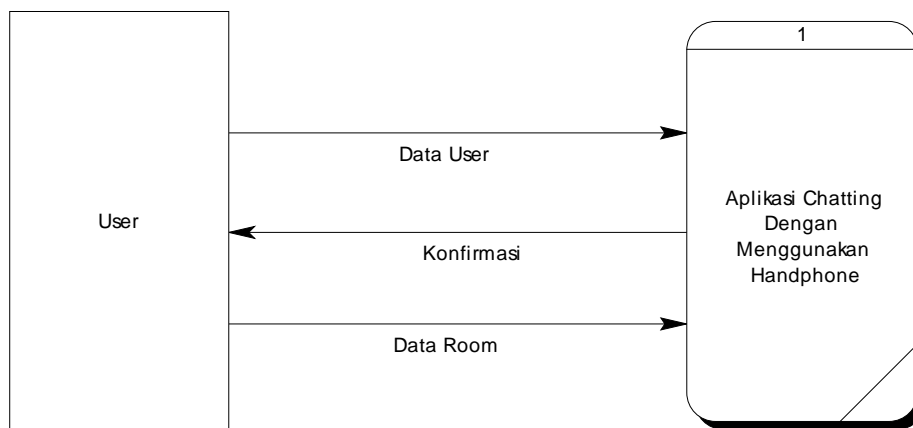 1
Data User
User
Aplikasi Chatting
Dengan
Menggunakan
Handphone
Konfirmasi
Data Room